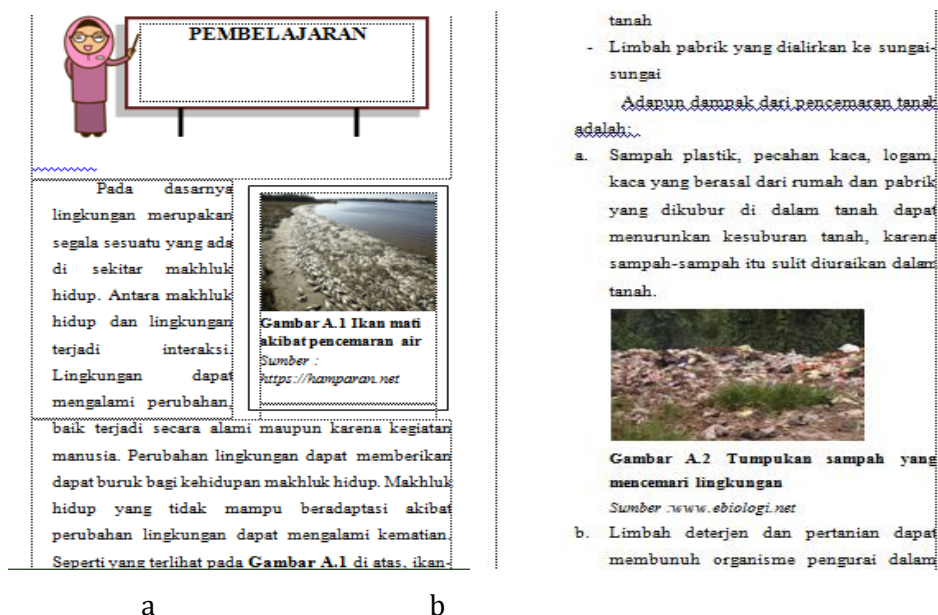 PEMBELAJARAN
Pada dasarnya
lingkungan merupakan
segala sesuatu yang ada
di sekitar makhluk
hidup. Antara makhluk
hidup dan lingkungan
terjadi interaksi.
Lingkungan dapat
mengalami perubahan,
Gambar A.1 Ikan mati
akibat pencemaran air
Sumber :
https://hamparan.net
baik terjadi secara alami maupun karena kegiatan
manusia. Perubahan lingkungan dapat memberikan
dapat buruk bagi kehidupan makhluk hidup. Makhluk
hidup yang tidak mampu beradaptasi akibat
perubahan lingkungan dapat mengalami kematian.
Seperti yang terlihat pada Gambar A.1 di atas, ikan-
tanah
- Limbah pabrik yang dialirkan ke sungai-
sungai
Adapun dampak dari pencemaran tanah
adalah:
a. Sampah plastik, pecahan kaca, logam,
kaca yang berasal dari rumah dan pabrik
yang dikubur di dalam tanah dapat
menurunkan kesuburan tanah, karena
sampah-sampah itu sulit diuraikan dalam
tanah.
Gambar A.2 Tumpukan sampah yang
mencemari lingkungan
Sumber :www.ebiologi.net
b. Limbah deterjen dan pertanian dapat
membunuh organisme pengurai dalam
a b